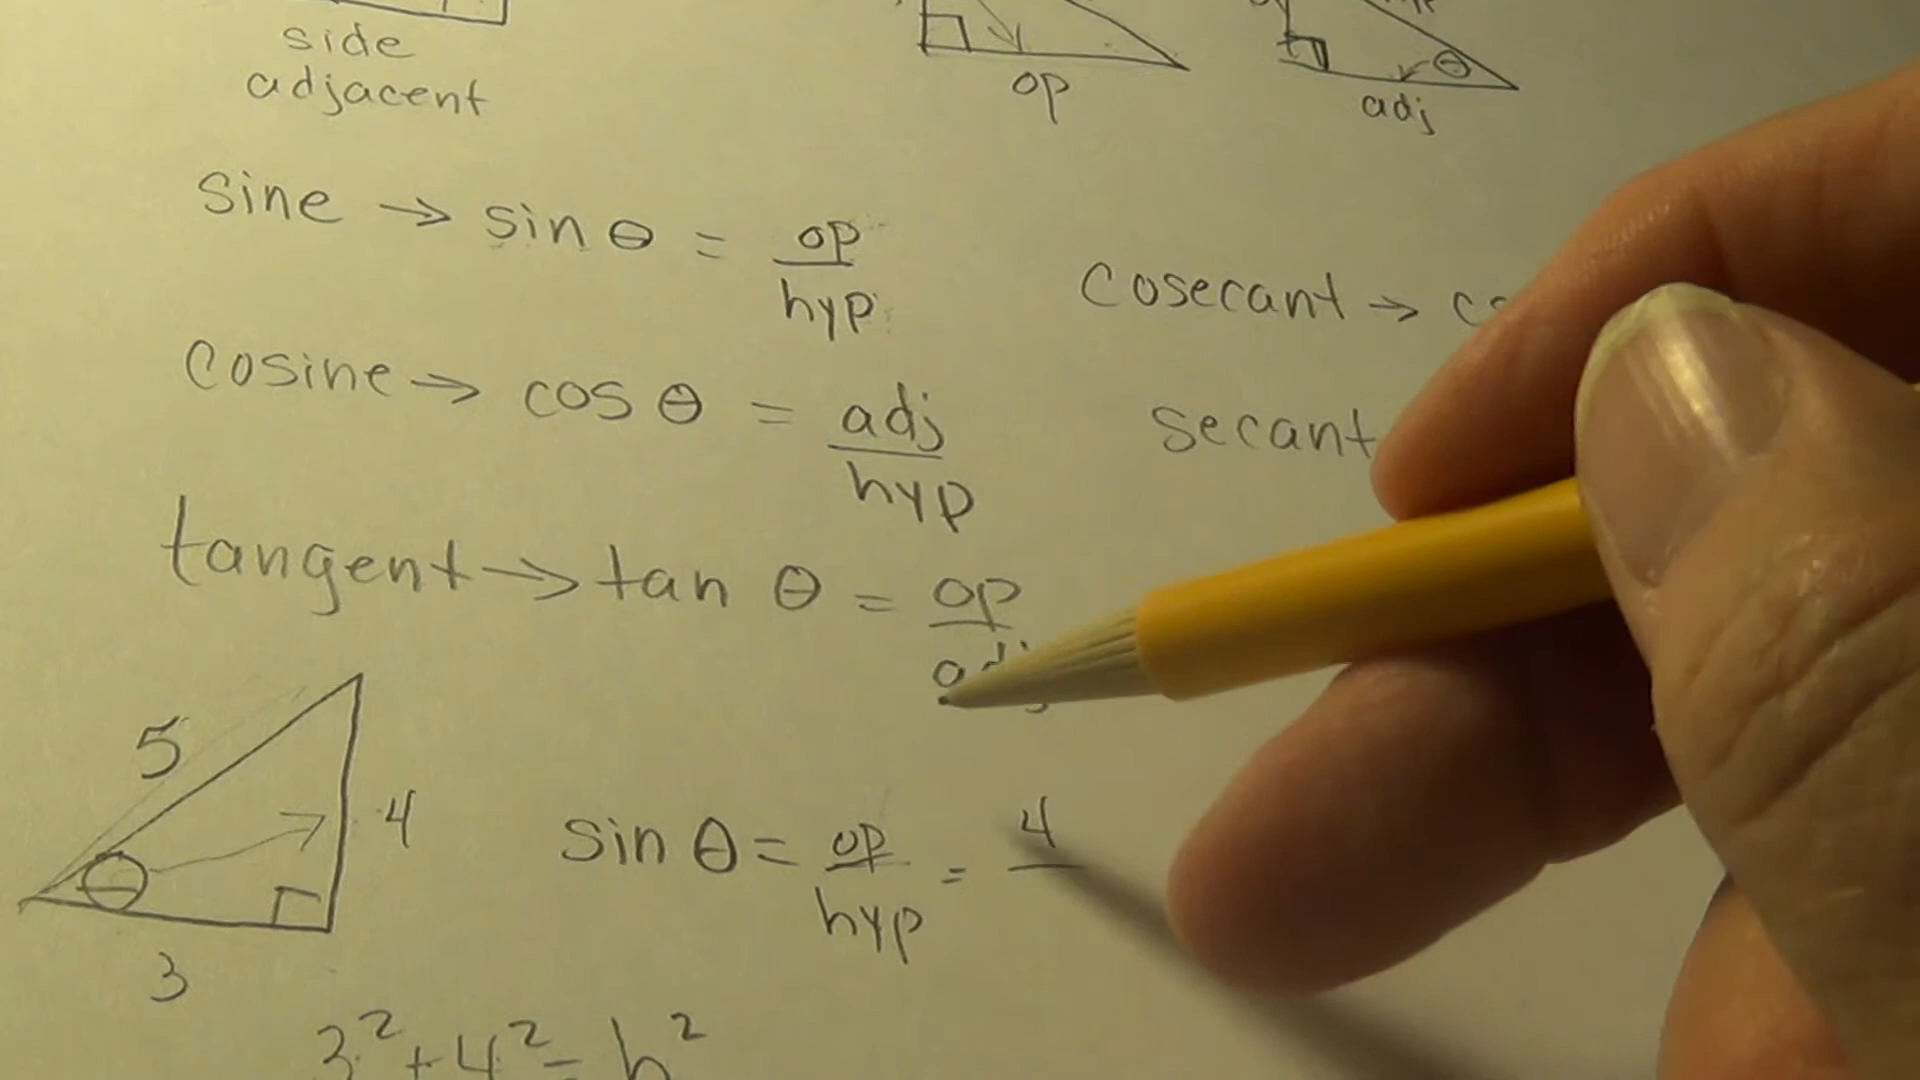 side
adjacent
op
θ
adj
sine → sin θ = op/hyp
cosecant →
cosine → cos θ = adj/hyp
secant
tangent → tan θ = op/adj
5
4
θ
3
sin θ = op/hyp = 4/
3² + 4² = h²